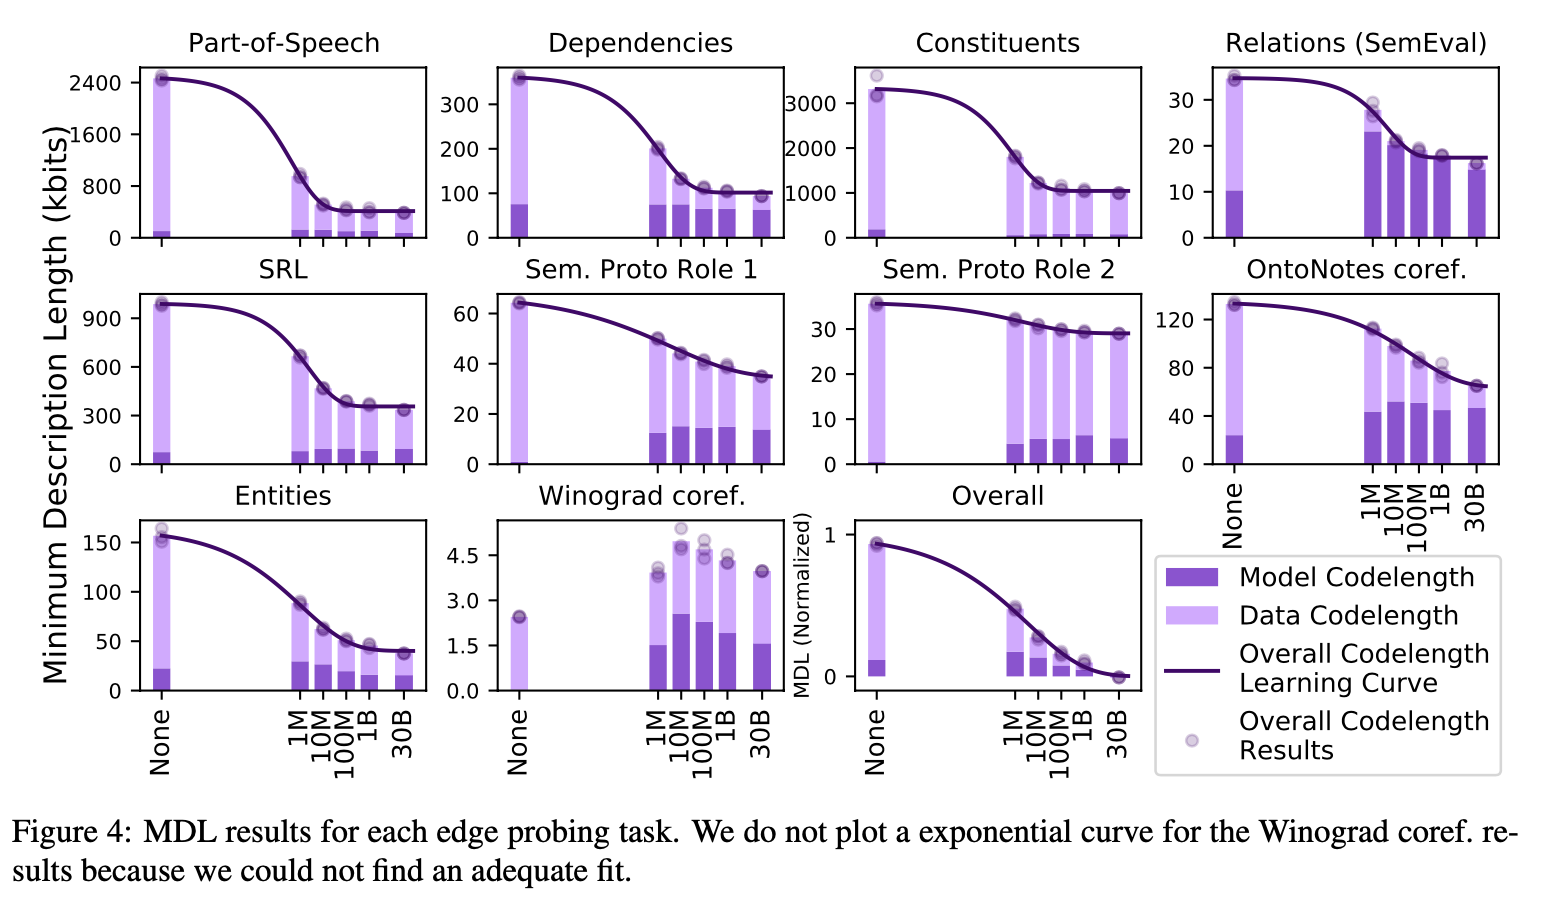 Part-of-Speech
Dependencies
Constituents
Relations (SemEval)
Minimum Description Length (kbits)
2400
1600
800
0
300
200
100
0
3000
2000
1000
0
30
20
10
0
SRL
Sem. Proto Role 1
Sem. Proto Role 2
OntoNotes coref.
900
600
300
0
60
40
20
0
30
20
10
0
120
80
40
0
None
1M
10M
100M
1B
30B
Entities
Winograd coref.
Overall
150
100
50
0
4.5
3.0
1.5
0.0
MDL (Normalized)
1
0
None
1M
10M
100M
1B
30B
None
1M
10M
100M
1B
30B
None
1M
10M
100M
1B
30B
Model Codelength
Data Codelength
Overall Codelength
Learning Curve
Overall Codelength
Results
Figure 4: MDL results for each edge probing task. We do not plot a exponential curve for the Winograd coref. re-
sults because we could not find an adequate fit.